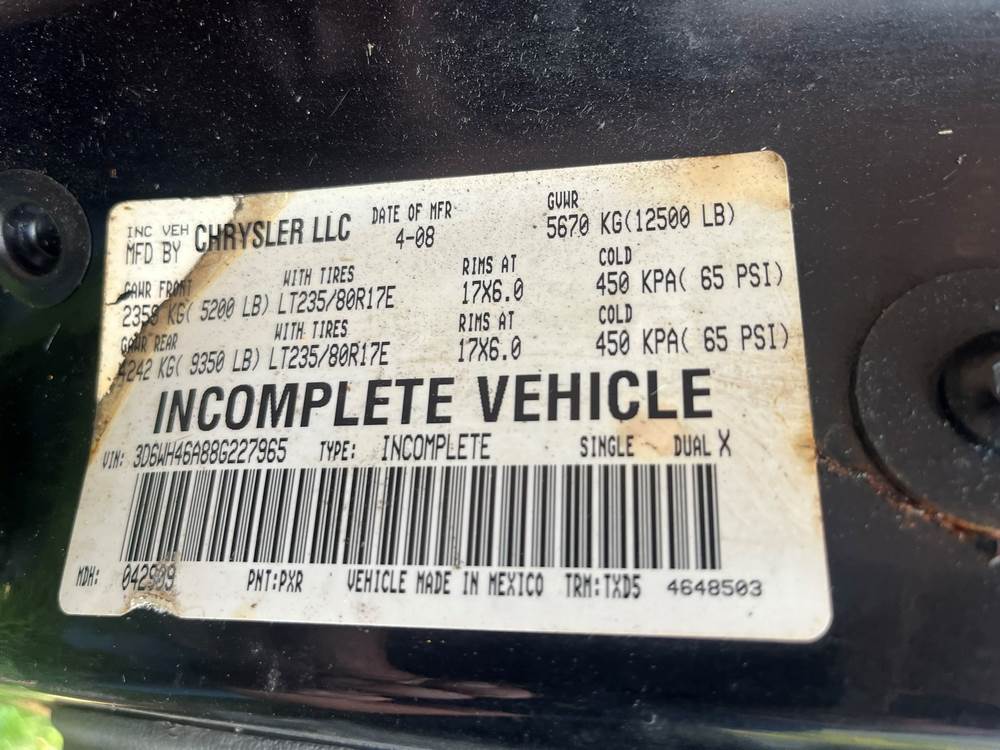 INC VEH MFD BY CHRYSLER LLC DATE OF MFR 4-08 GVWR 5670 KG(12500 LB)
GAWR FRONT WITH TIRES RIMS AT COLD
2358 KG( 5200 LB) LT235/80R17E 17X6.0 450 KPA( 65 PSI)
GAWR REAR WITH TIRES RIMS AT COLD
4242 KG( 9350 LB) LT235/80R17E 17X6.0 450 KPA( 65 PSI)
INCOMPLETE VEHICLE
VIN: 3D6WH46A88G227965 TYPE: INCOMPLETE SINGLE DUAL X
MDH: 042909 PNT:PXR VEHICLE MADE IN MEXICO TRM:TXD5 4648503